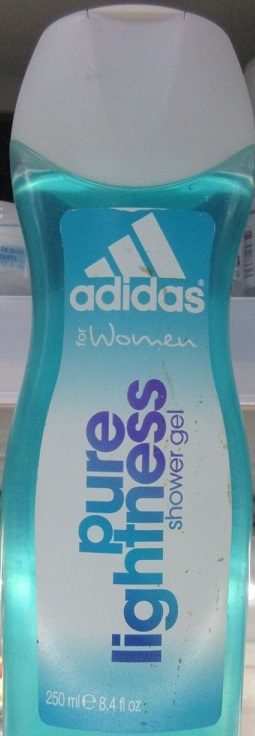 adidas®
for Women
pure
lightness
shower gel
250 ml ℮ 8.4 fl oz